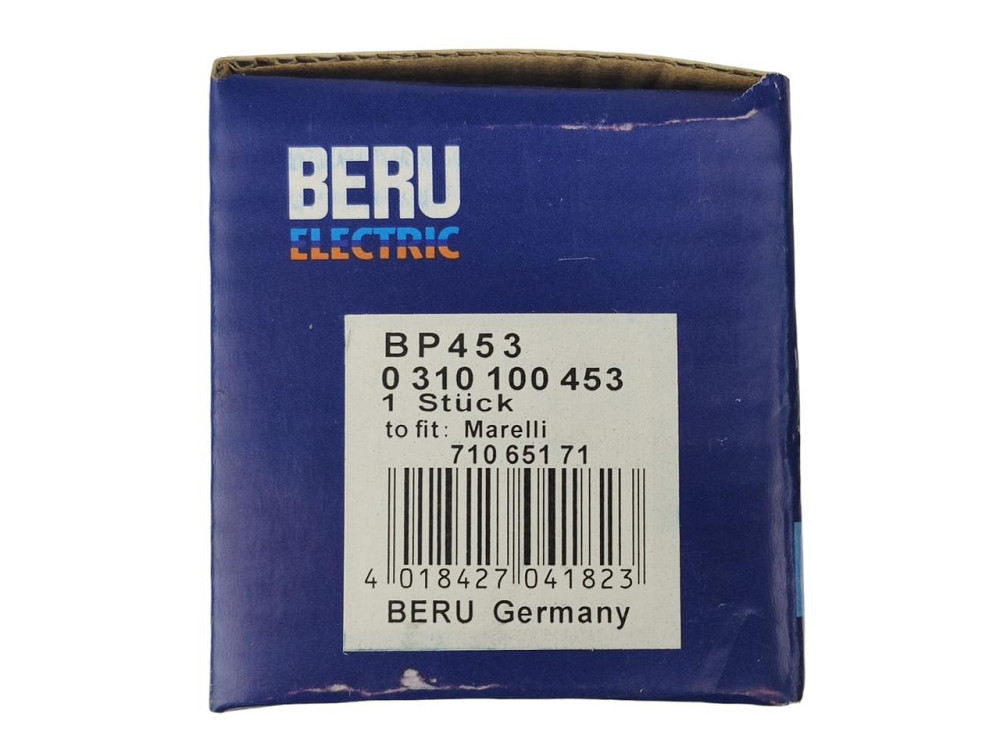 BERU
ELECTRIC
BP453
0 310 100 453
1 Stück
to fit: Marelli
710 651 71
4 018427 041823
BERU Germany